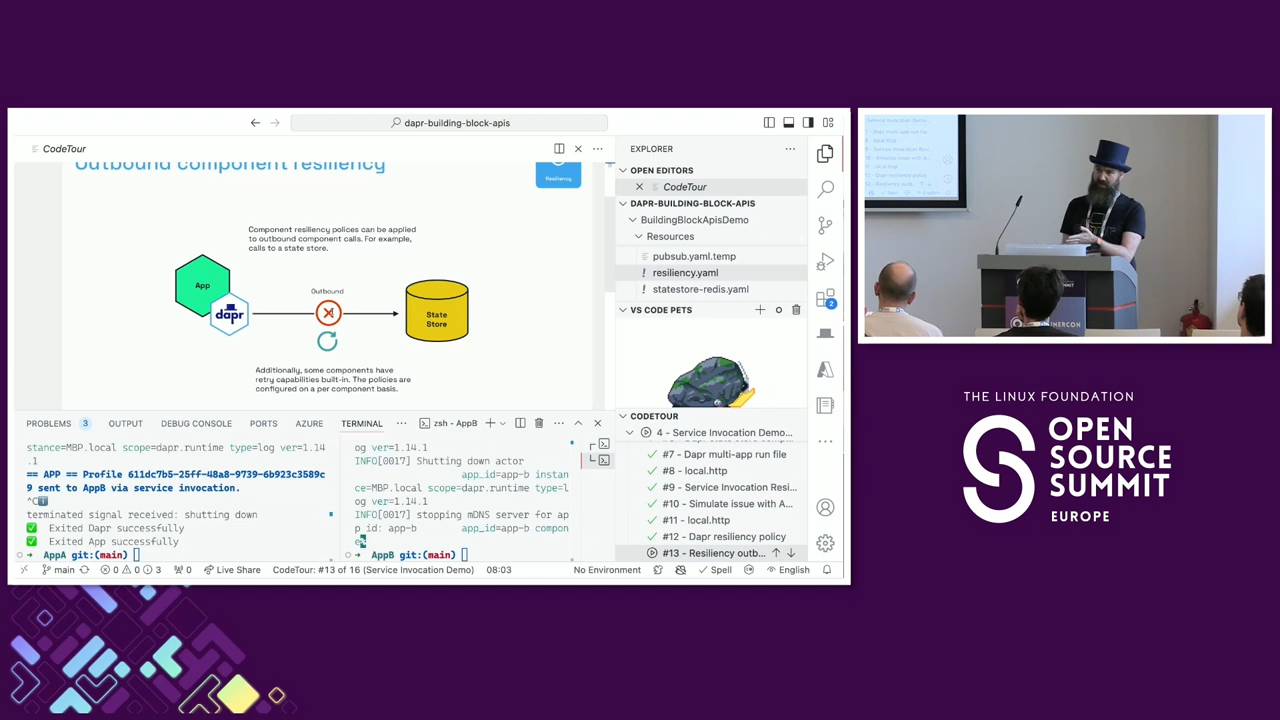 dapr-building-block-apis
CodeTour
Outbound component resiliency
Resiliency
Component resiliency polices can be applied
to outbound component calls. For example,
calls to a state store.
App
dapr
Outbound
State
Store
Additionally, some components have
retry capabilities built-in. The policies are
configured on a per component basis.
EXPLORER
OPEN EDITORS
CodeTour
DAPR-BUILDING-BLOCK-APIS
BuildingBlockApisDemo
Resources
pubsub.yaml.temp
! resiliency.yaml
! statestore-redis.yaml
VS CODE PETS
CODETOUR
4 - Service Invocation Demo...
#7 - Dapr multi-app run file
#8 - local.http
#9 - Service Invocation Resi...
#10 - Simulate issue with A...
#11 - local.http
#12 - Dapr resiliency policy
#13 - Resiliency outb...
2
PROBLEMS 3 OUTPUT DEBUG CONSOLE PORTS AZURE TERMINAL zsh - AppB
stance=MBP.local scope=dapr.runtime type=log ver=1.14
.1
== APP == Profile 611dc7b5-25ff-48a8-9739-6b923c3589c
9 sent to AppB via service invocation.
^C
terminated signal received: shutting down
✅ Exited Dapr successfully
✅ Exited App successfully
→ AppA git:(main)
og ver=1.14.1
INFO[0017] Shutting down actor
app_id=app-b instan
ce=MBP.local scope=dapr.runtime type=l
og ver=1.14.1
INFO[0017] stopping mDNS server for ap
p id: app-b app_id=app-b compon
→ AppB git:(main)
main 0 0 3 0 Live Share CodeTour: #13 of 16 (Service Invocation Demo) 08:03 No Environment Spell English
THE LINUX FOUNDATION
OPEN
SOURCE
SUMMIT
EUROPE